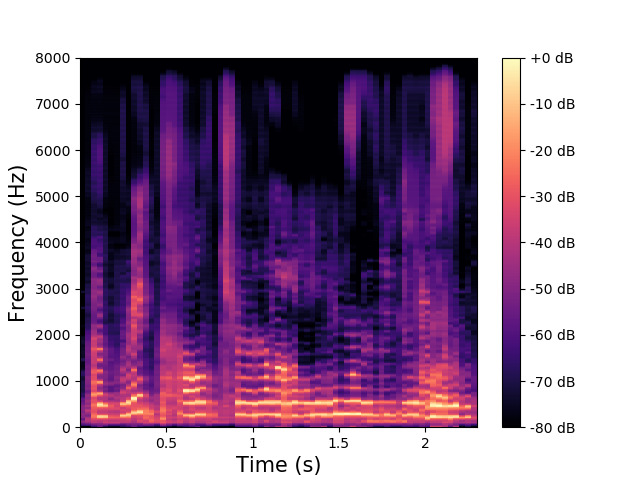 8000
7000
6000
5000
4000
3000
2000
1000
0
Frequency (Hz)
0
0.5
1
1.5
2
Time (s)
+0 dB
-10 dB
-20 dB
-30 dB
-40 dB
-50 dB
-60 dB
-70 dB
-80 dB